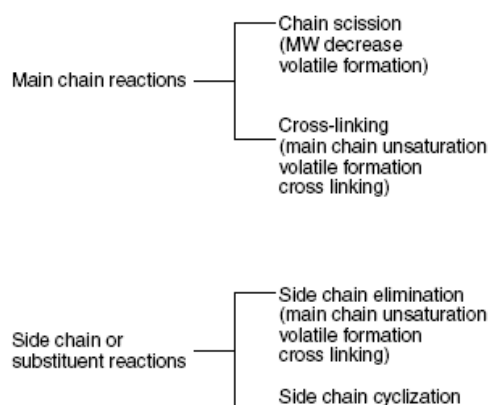 Chain scission
(MW decrease
volatile formation)
Main chain reactions
Cross-linking
(main chain unsaturation
volatile formation
cross linking)
Side chain elimination
(main chain unsaturation
volatile formation
cross linking)
Side chain or
substituent reactions
Side chain cyclization